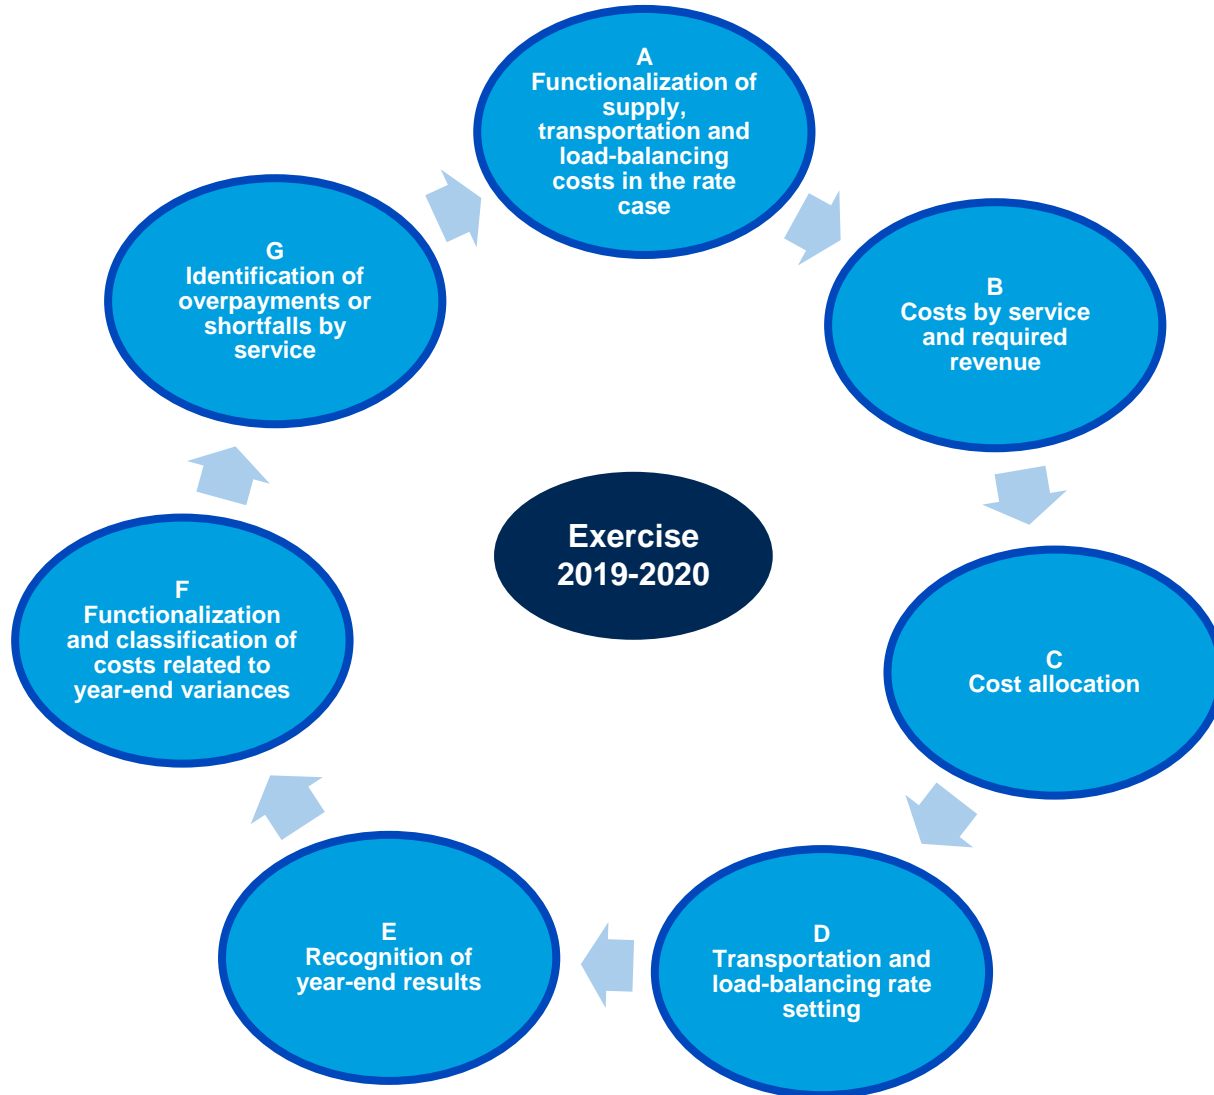 A
Functionalization of
supply,
transportation and
load-balancing
costs in the rate
case
B
Costs by service
and required
revenue
C
Cost allocation
D
Transportation and
load-balancing rate
setting
E
Recognition of
year-end results
F
Functionalization
and classification of
costs related to
year-end variances
G
Identification of
overpayments or
shortfalls by
service
Exercise
2019-2020